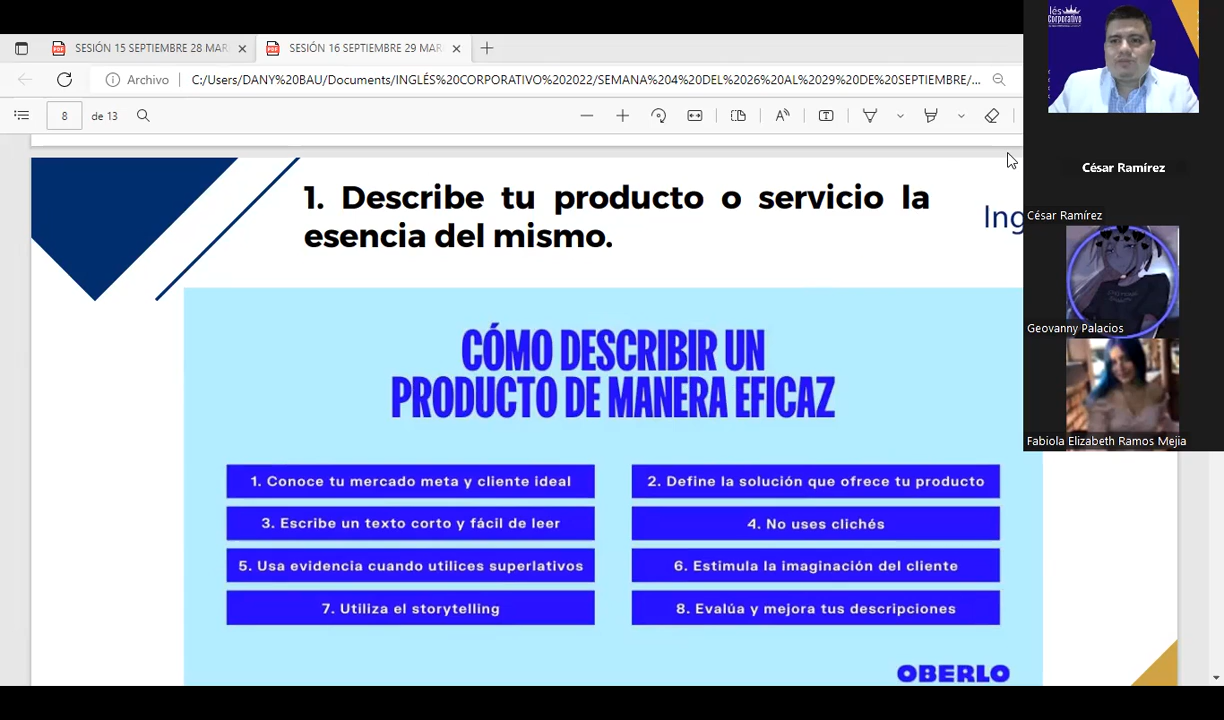 SESIÓN 15 SEPTIEMBRE 28 MAR
SESIÓN 16 SEPTIEMBRE 29 MAR
Archivo
C:/Users/DANY%20BAU/Documents/INGLÉS%20CORPORATIVO%202022/SEMANA%204%20DEL%2026%20AL%2029%20DE%20SEPTIEMBRE/...
8 de 13
1. Describe tu producto o servicio la
esencia del mismo.
Ing
CÓMO DESCRIBIR UN
PRODUCTO DE MANERA EFICAZ
1. Conoce tu mercado meta y cliente ideal
2. Define la solución que ofrece tu producto
3. Escribe un texto corto y fácil de leer
4. No uses clichés
5. Usa evidencia cuando utilices superlativos
6. Estimula la imaginación del cliente
7. Utiliza el storytelling
8. Evalúa y mejora tus descripciones
OBERLO
lés
Corporativo
César Ramírez
César Ramírez
Geovanny Palacios
Fabiola Elizabeth Ramos Mejia